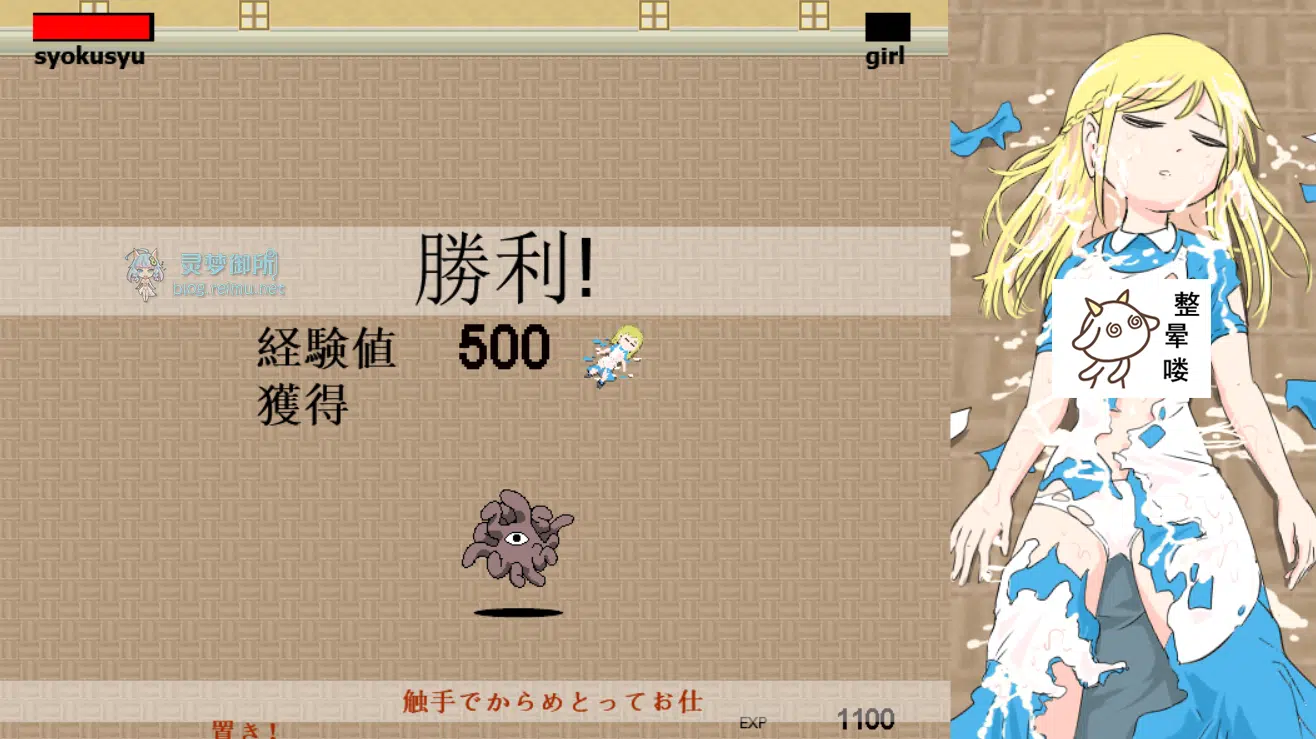 syokusyu
girl
灵梦御所
blog.reimu.net
勝利!
経験値 500
獲得
整
晕
喽
触手でからめとってお仕
置き!
EXP 1100